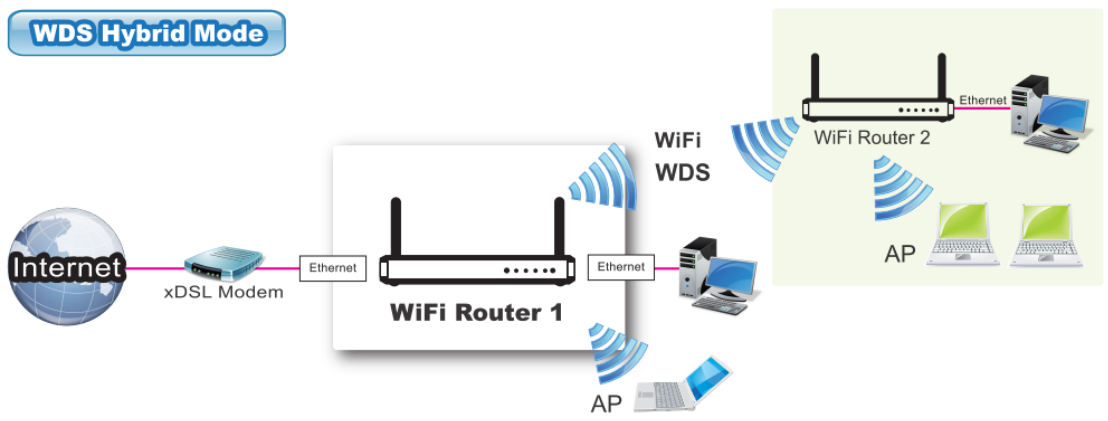 WDS Hybrid Mode
Internet
xDSL Modem
Ethernet
WiFi Router 1
Ethernet
AP
WiFi
WDS
WiFi Router 2
Ethernet
AP